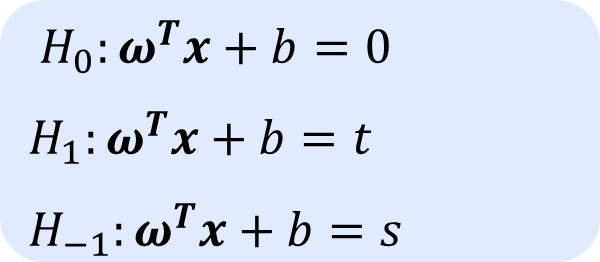 H₀: ωᵀx + b = 0
H₁: ωᵀx + b = t
H₋₁: ωᵀx + b = s